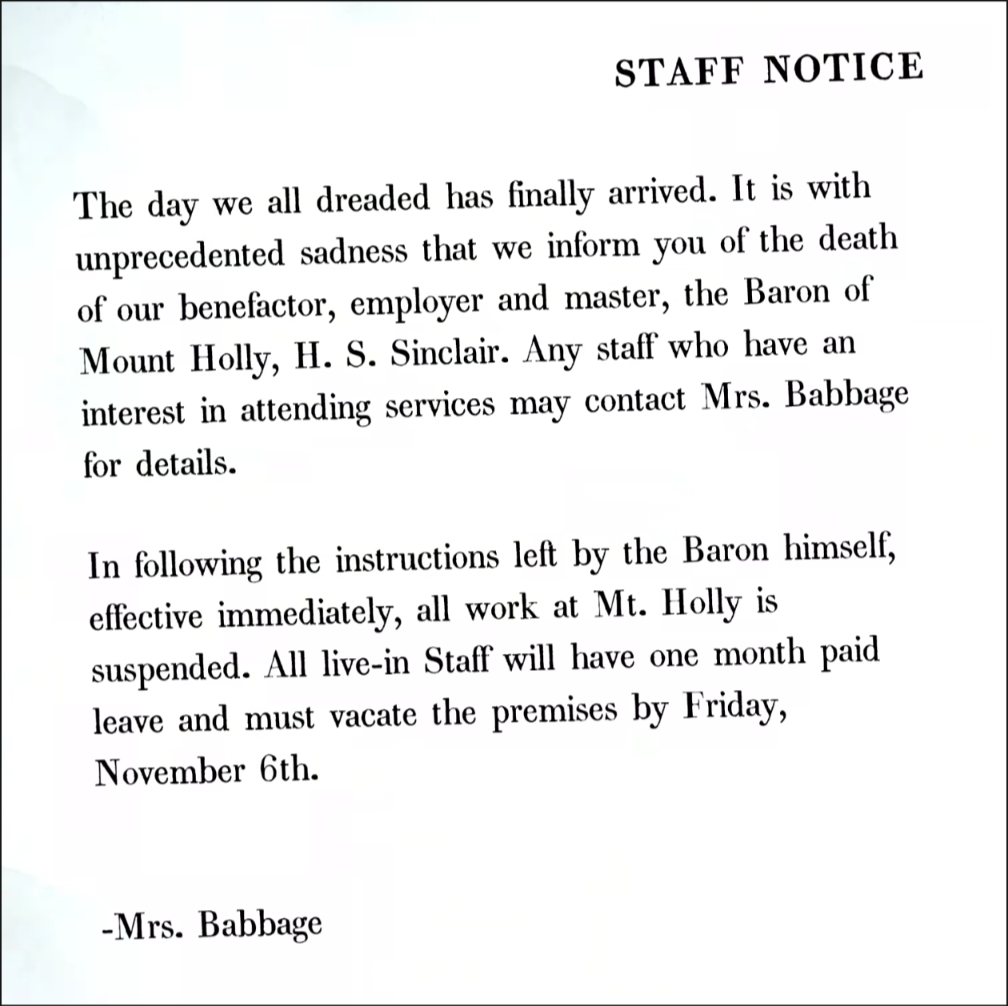 STAFF NOTICE
The day we all dreaded has finally arrived. It is with
unprecedented sadness that we inform you of the death
of our benefactor, employer and master, the Baron of
Mount Holly, H. S. Sinclair. Any staff who have an
interest in attending services may contact Mrs. Babbage
for details.
In following the instructions left by the Baron himself,
effective immediately, all work at Mt. Holly is
suspended. All live-in Staff will have one month paid
leave and must vacate the premises by Friday,
November 6th.
-Mrs. Babbage